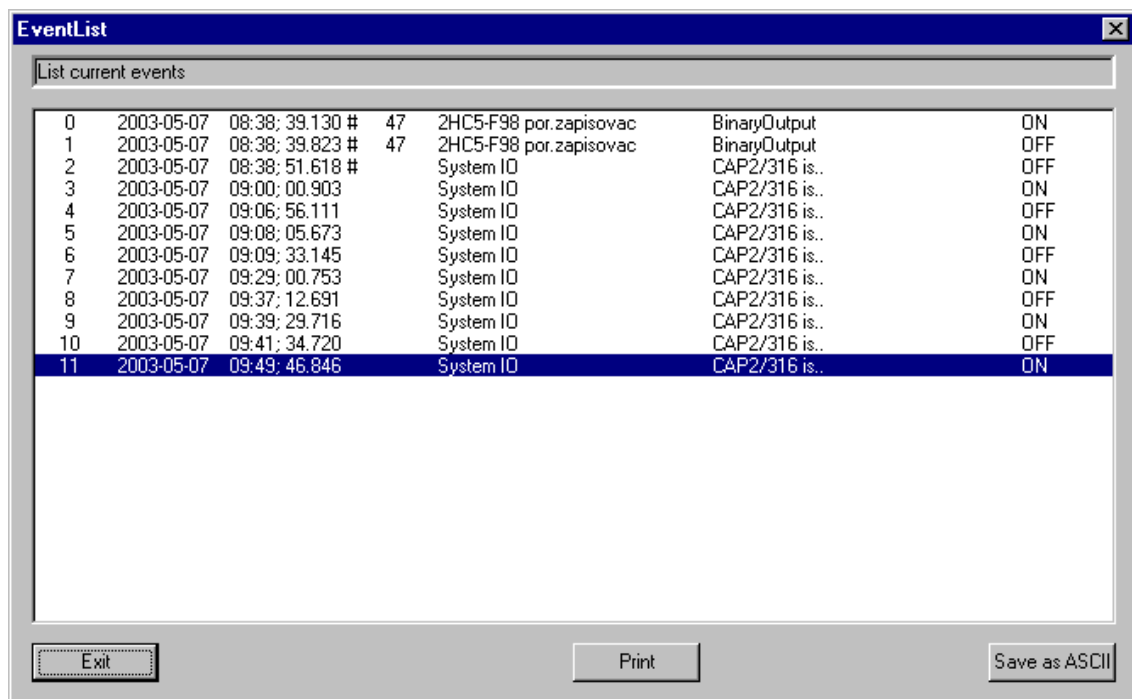 EventList
List current events
0 2003-05-07 08:38; 39.130 # 47 2HC5-F98 por.zapisovac BinaryOutput ON
1 2003-05-07 08:38; 39.823 # 47 2HC5-F98 por.zapisovac BinaryOutput OFF
2 2003-05-07 08:38; 51.618 # System IO CAP2/316 is.. OFF
3 2003-05-07 09:00; 00.903 System IO CAP2/316 is.. ON
4 2003-05-07 09:06; 56.111 System IO CAP2/316 is.. OFF
5 2003-05-07 09:08; 05.673 System IO CAP2/316 is.. ON
6 2003-05-07 09:09; 33.145 System IO CAP2/316 is.. OFF
7 2003-05-07 09:29; 00.753 System IO CAP2/316 is.. ON
8 2003-05-07 09:37; 12.691 System IO CAP2/316 is.. OFF
9 2003-05-07 09:39; 29.716 System IO CAP2/316 is.. ON
10 2003-05-07 09:41; 34.720 System IO CAP2/316 is.. OFF
11 2003-05-07 09:49; 46.846 System IO CAP2/316 is.. ON
Exit Print Save as ASCII